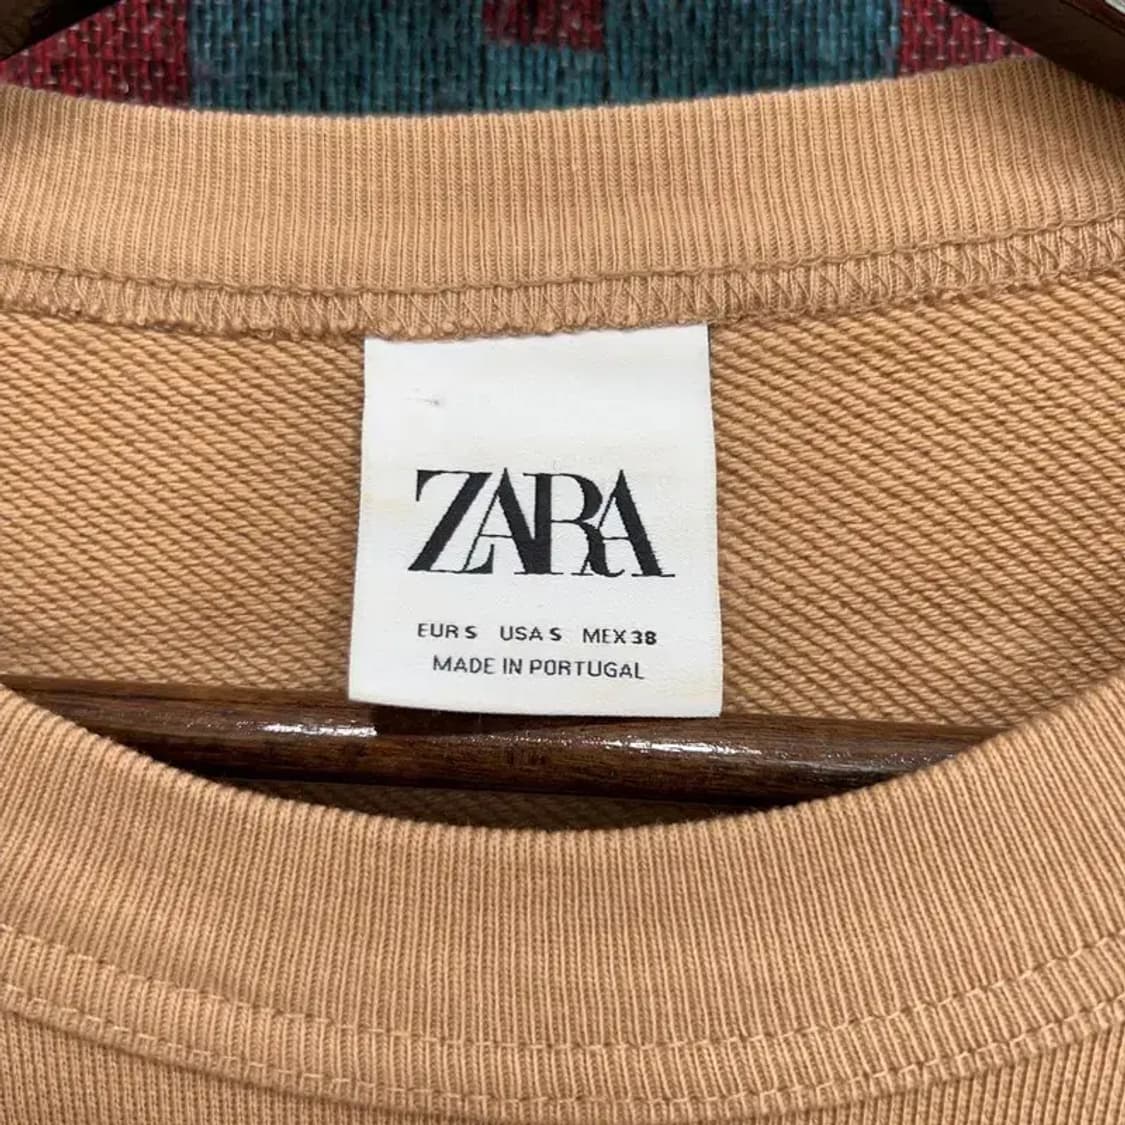 ZARA
EUR S USA S MEX 38
MADE IN PORTUGAL